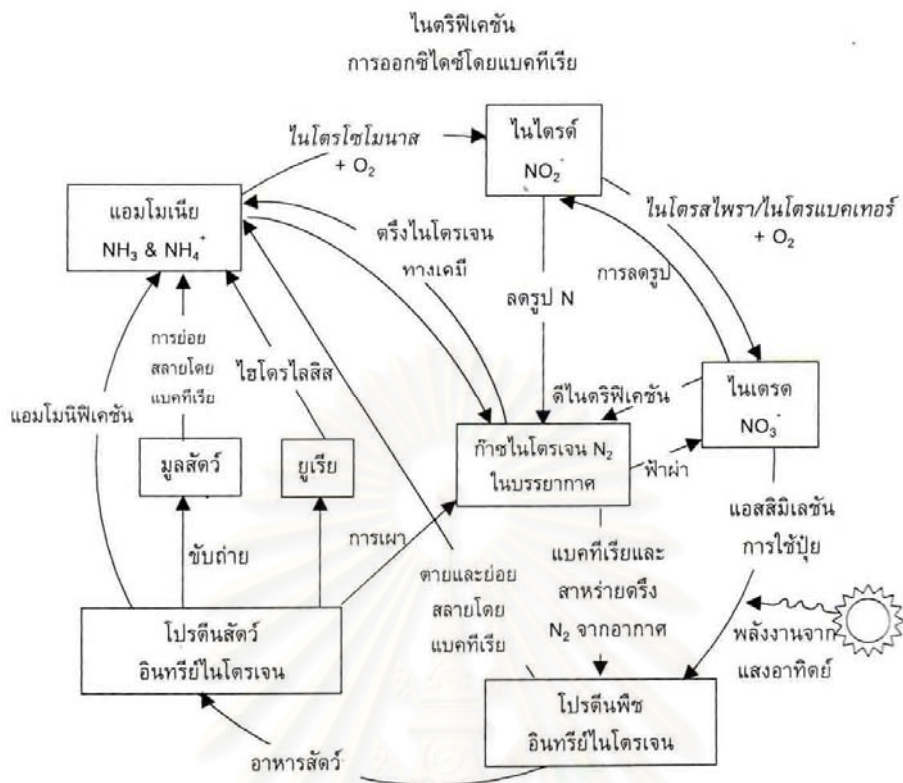 ไนตริฟิเคชัน
การออกซิไดซ์โดยแบคทีเรีย
ไนโตรโซโมนาส
+ O₂
ไนไตรต์
NO₂⁻
แอมโมเนีย
NH₃ & NH₄⁺
ตรึงไนโตรเจน
ทางเคมี
ไนโตรสไพรา/ไนโตรแบคเทอร์
+ O₂
การลดรูป
ลดรูป N
การย่อย
สลายโดย
แบคทีเรีย
ไฮโดรไลสิส
แอมโมนิฟิเคชัน
ดีไนตริฟิเคชัน
ไนเตรต
NO₃⁻
มูลสัตว์
ยูเรีย
ก๊าซไนโตรเจน N₂
ในบรรยากาศ
ฟ้าผ่า
ขับถ่าย
การเผา
ตายและย่อย
สลายโดย
แบคทีเรีย
แบคทีเรียและ
สาหร่ายตรึง
N₂ จากอากาศ
แอสสิมิเลชัน
การใช้ปุ๋ย
พลังงานจาก
แสงอาทิตย์
โปรตีนสัตว์
อินทรีย์ไนโตรเจน
โปรตีนพืช
อินทรีย์ไนโตรเจน
อาหารสัตว์